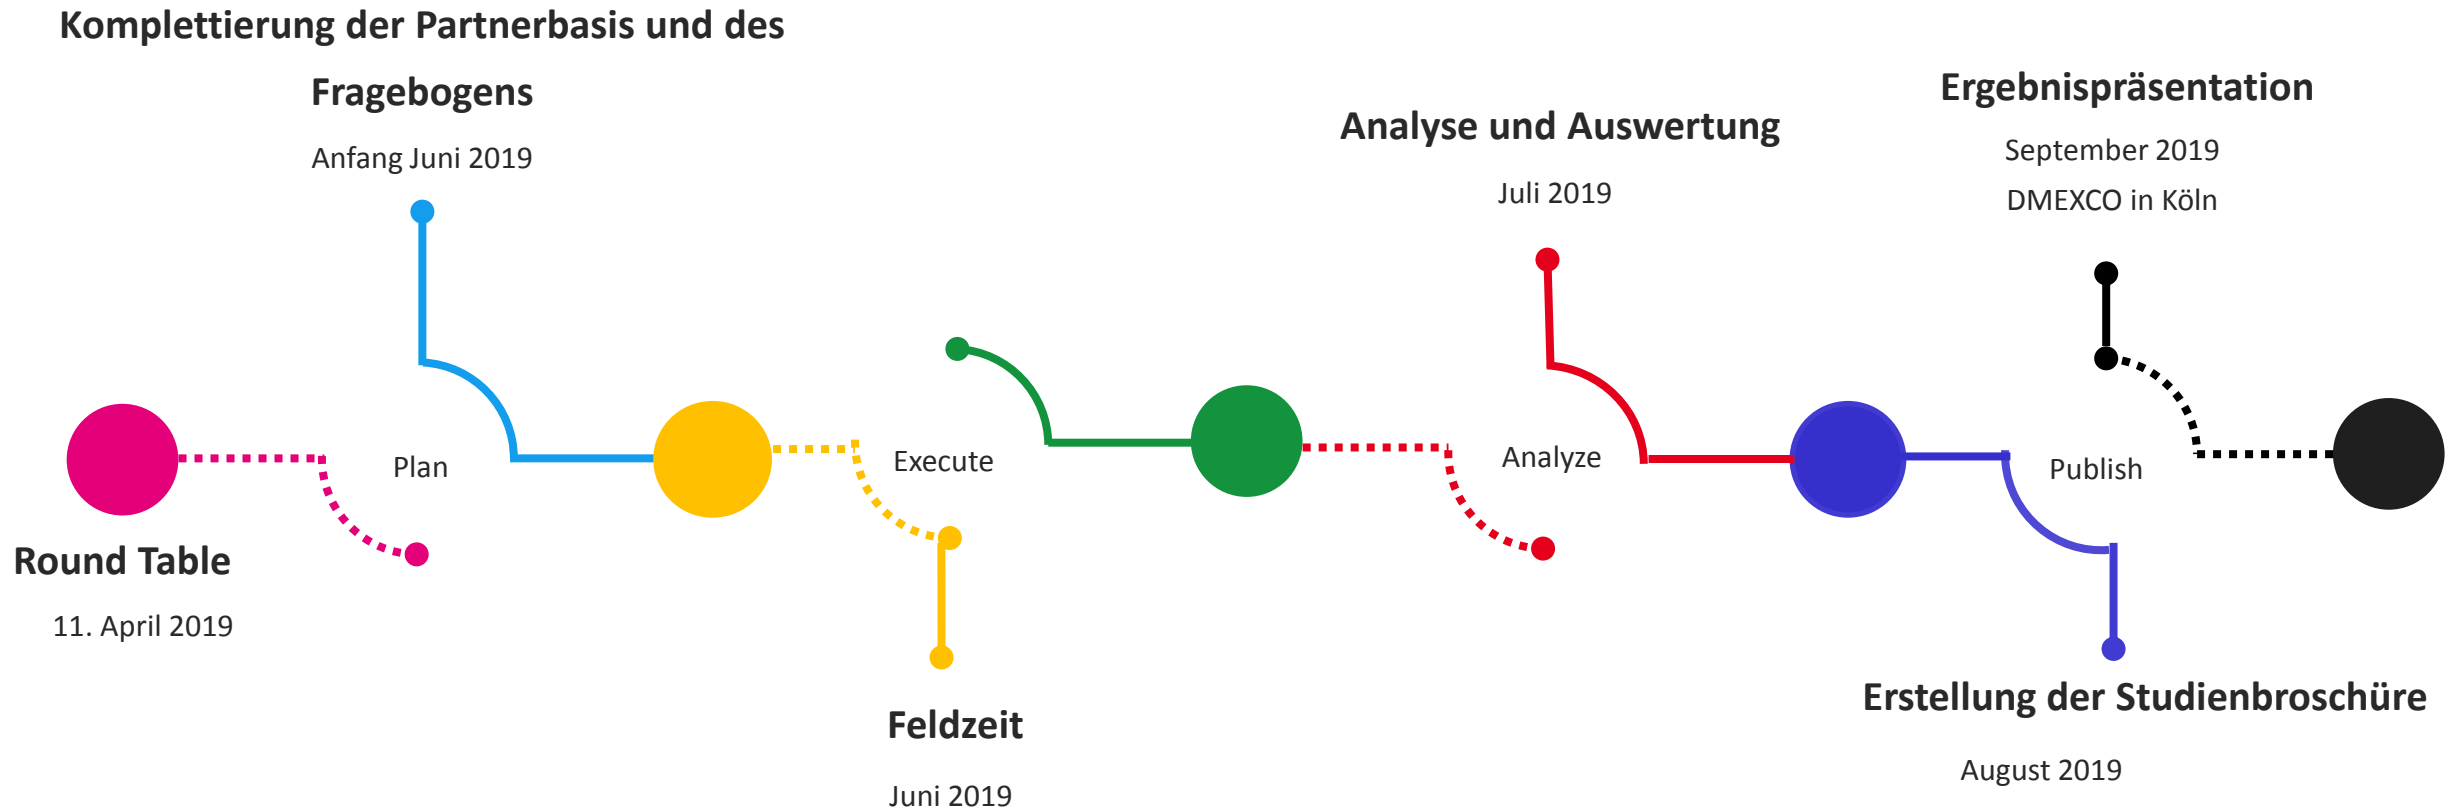 Komplettierung der Partnerbasis und des
Fragebogens
Anfang Juni 2019
Analyse und Auswertung
Juli 2019
Ergebnispräsentation
September 2019
DMEXCO in Köln
Plan
Execute
Analyze
Publish
Round Table
11. April 2019
Feldzeit
Juni 2019
Erstellung der Studienbroschüre
August 2019